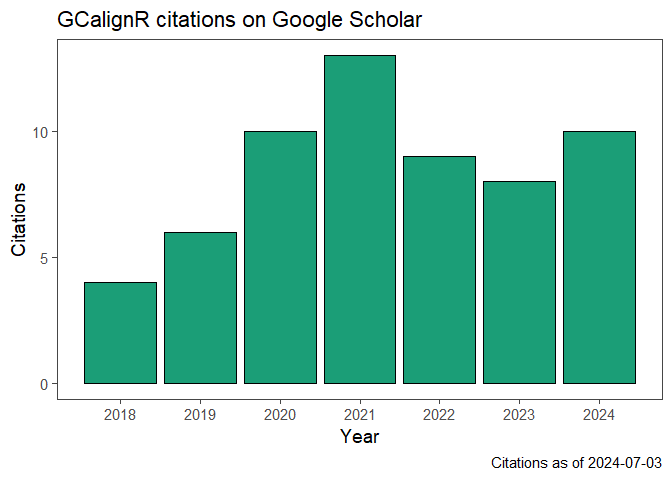 GCalignR citations on Google Scholar
Citations
10
5
0
2018 2019 2020 2021 2022 2023 2024
Year
Citations as of 2024-07-03